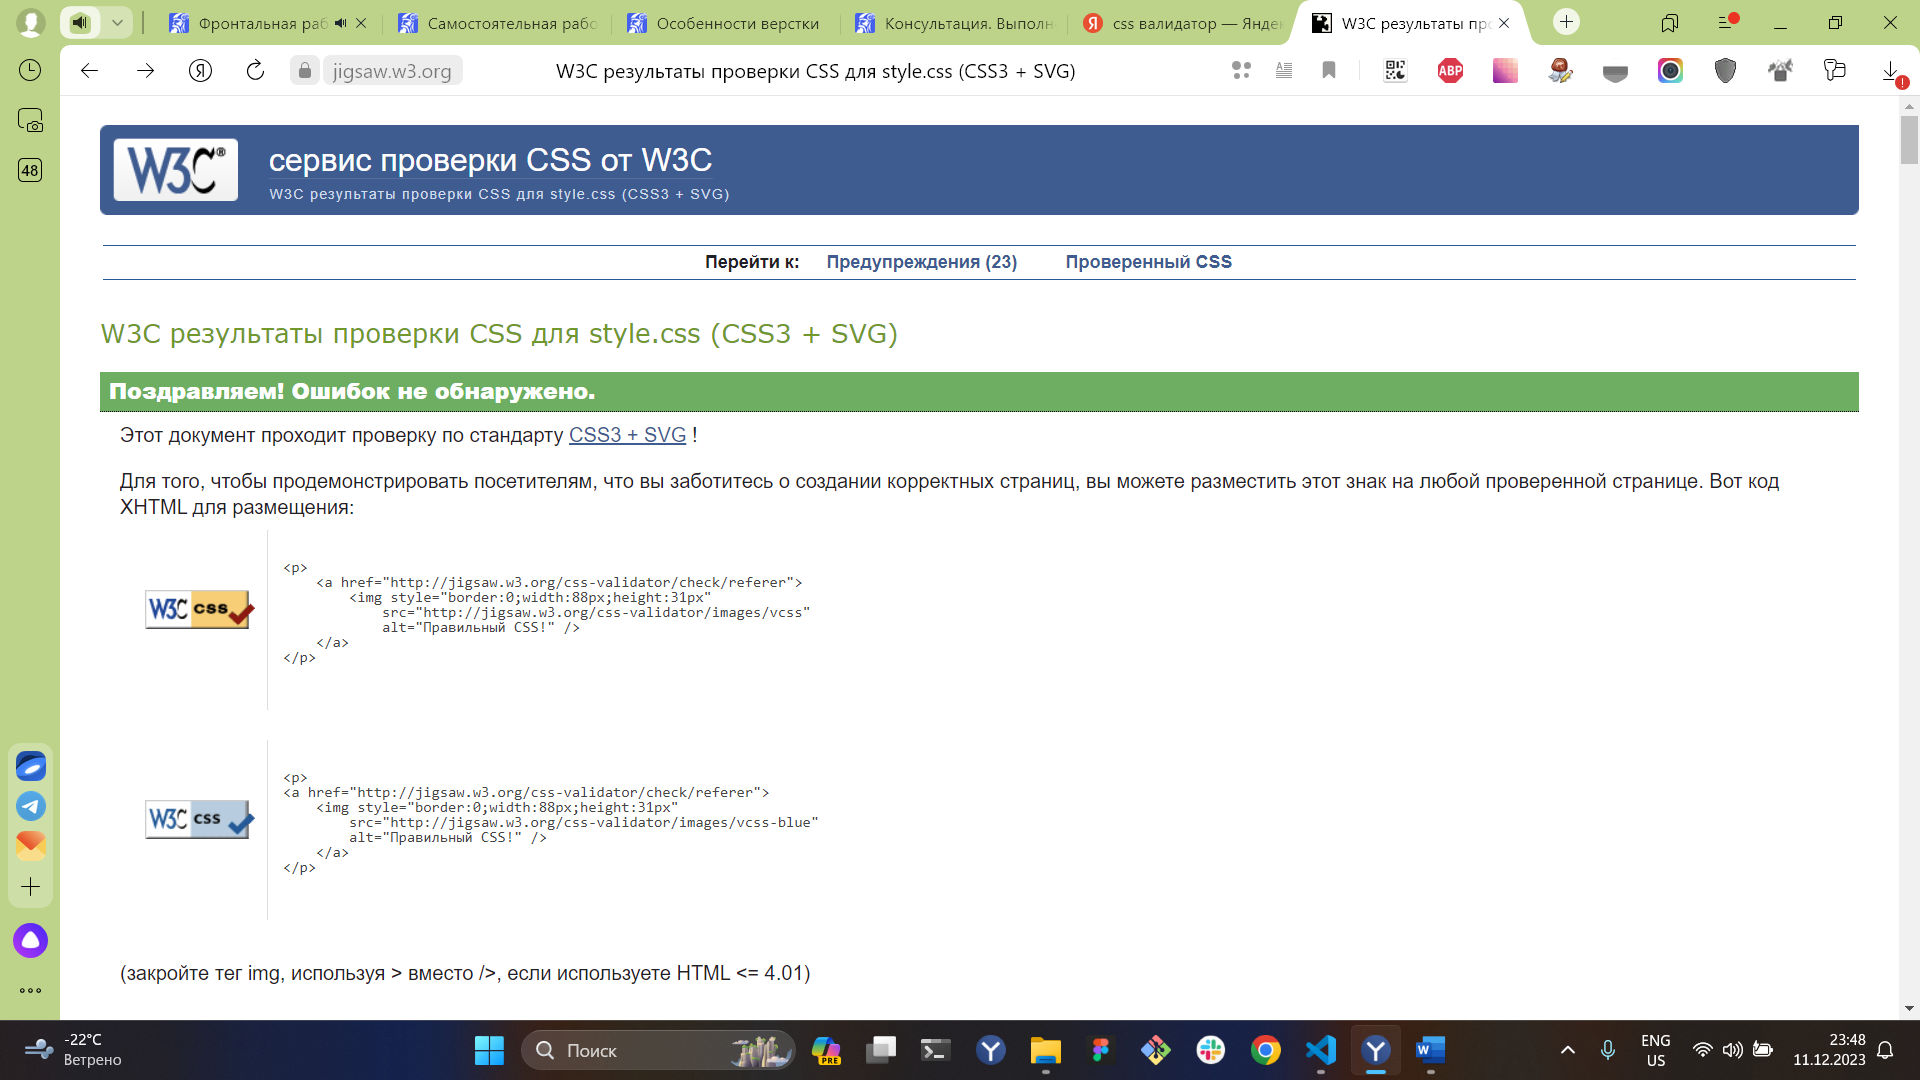 Фронтальная раб
Самостоятельная рабо
Особенности верстки
Консультация. Выполн
css валидатор — Яндек
W3C результаты про
jigsaw.w3.org
W3C результаты проверки CSS для style.css (CSS3 + SVG)
ABP
48
W3C®
сервис проверки CSS от W3C
W3C результаты проверки CSS для style.css (CSS3 + SVG)
Перейти к: Предупреждения (23) Проверенный CSS
W3C результаты проверки CSS для style.css (CSS3 + SVG)
Поздравляем! Ошибок не обнаружено.
Этот документ проходит проверку по стандарту CSS3 + SVG !
Для того, чтобы продемонстрировать посетителям, что вы заботитесь о создании корректных страниц, вы можете разместить этот знак на любой проверенной странице. Вот код
XHTML для размещения:
W3C css
<p>
<a href="http://jigsaw.w3.org/css-validator/check/referer">
<img style="border:0;width:88px;height:31px"
src="http://jigsaw.w3.org/css-validator/images/vcss"
alt="Правильный CSS!" />
</a>
</p>
W3C css
<p>
<a href="http://jigsaw.w3.org/css-validator/check/referer">
<img style="border:0;width:88px;height:31px"
src="http://jigsaw.w3.org/css-validator/images/vcss-blue"
alt="Правильный CSS!" />
</a>
</p>
(закройте тег img, используя > вместо />, если используете HTML <= 4.01)
-22°C
Ветрено
Поиск
PRE
ENG
US
23:48
11.12.2023